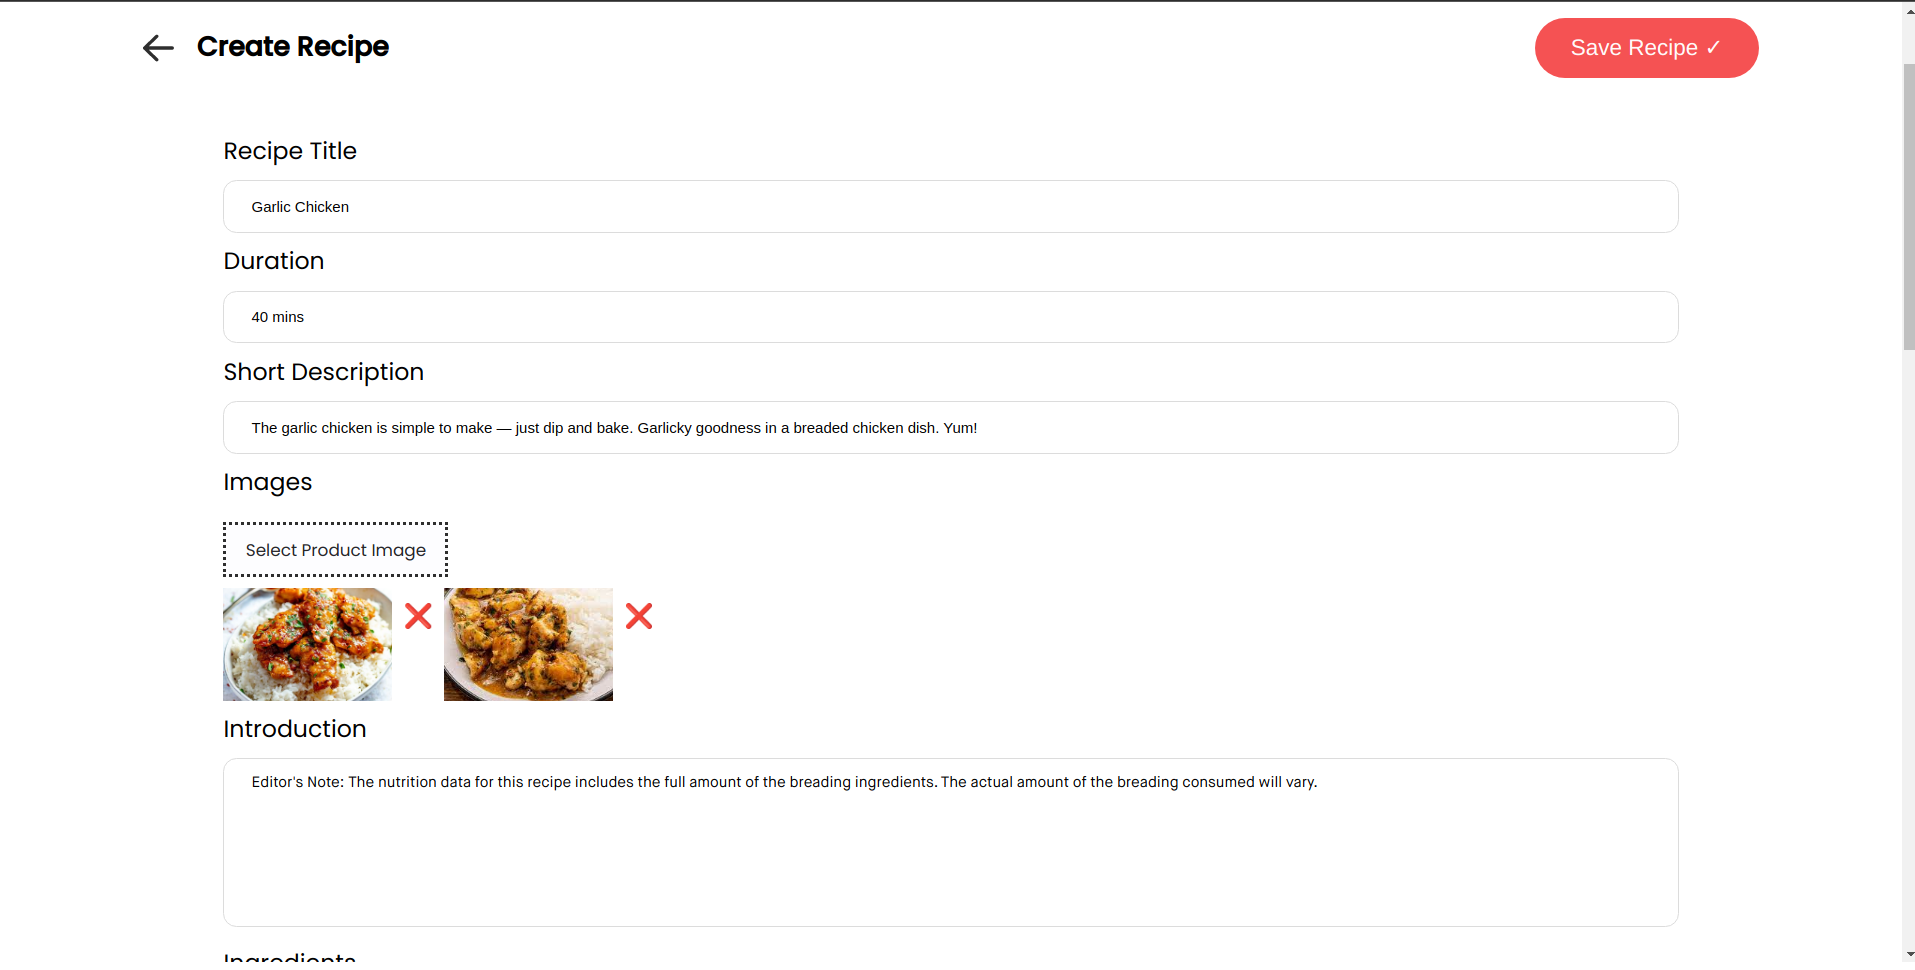 Create Recipe
Save Recipe ✓
Recipe Title
Garlic Chicken
Duration
40 mins
Short Description
The garlic chicken is simple to make — just dip and bake. Garlicky goodness in a breaded chicken dish. Yum!
Images
Select Product Image
Introduction
Editor's Note: The nutrition data for this recipe includes the full amount of the breading ingredients. The actual amount of the breading consumed will vary.
Ingredients